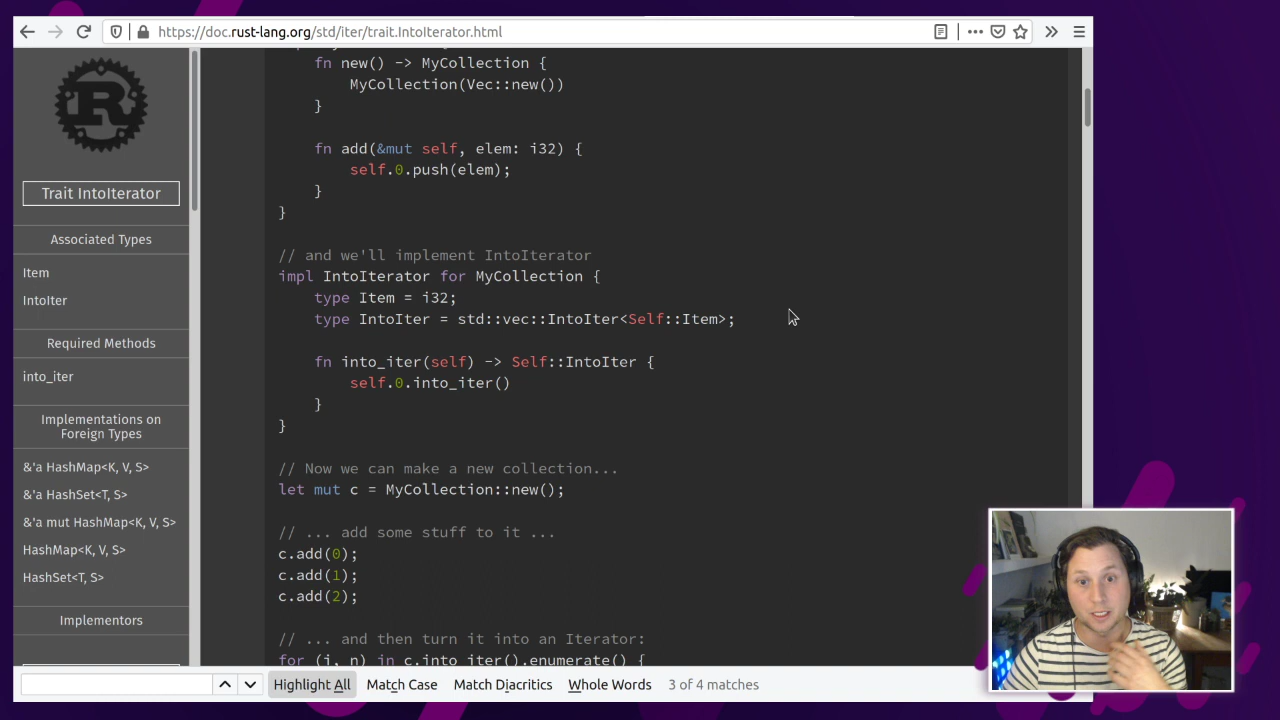 https://doc.rust-lang.org/std/iter/trait.IntoIterator.html
R
Trait IntoIterator
Associated Types
Item
IntoIter
Required Methods
into_iter
Implementations on
Foreign Types
&'a HashMap<K, V, S>
&'a HashSet<T, S>
&'a mut HashMap<K, V, S>
HashMap<K, V, S>
HashSet<T, S>
Implementors
fn new() -> MyCollection {
MyCollection(Vec::new())
}
fn add(&mut self, elem: i32) {
self.0.push(elem);
}
}
// and we'll implement IntoIterator
impl IntoIterator for MyCollection {
type Item = i32;
type IntoIter = std::vec::IntoIter<Self::Item>;
fn into_iter(self) -> Self::IntoIter {
self.0.into_iter()
}
}
// Now we can make a new collection...
let mut c = MyCollection::new();
// ... add some stuff to it ...
c.add(0);
c.add(1);
c.add(2);
// ... and then turn it into an Iterator:
for (i, n) in c.into_iter().enumerate() {
Highlight All
Match Case
Match Diacritics
Whole Words
3 of 4 matches